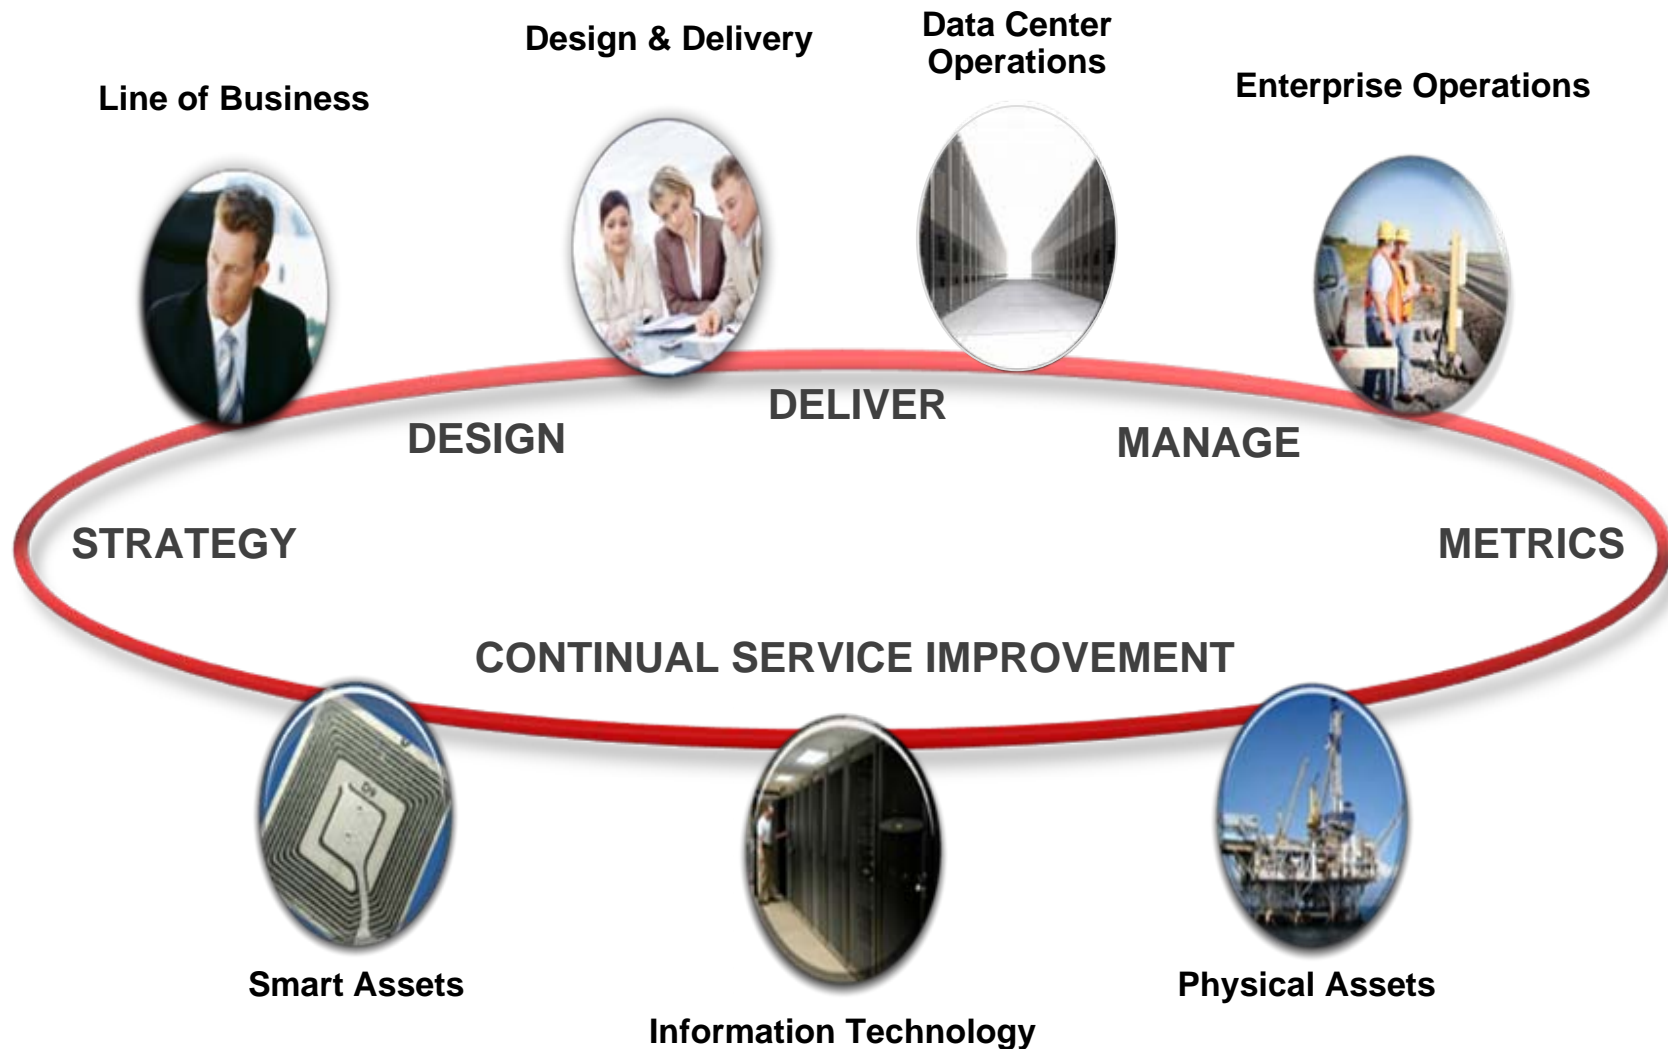 Design & Delivery
Data Center
Operations
Line of Business
Enterprise Operations
DELIVER
DESIGN
MANAGE
STRATEGY
METRICS
CONTINUAL SERVICE IMPROVEMENT
Smart Assets
Physical Assets
Information Technology